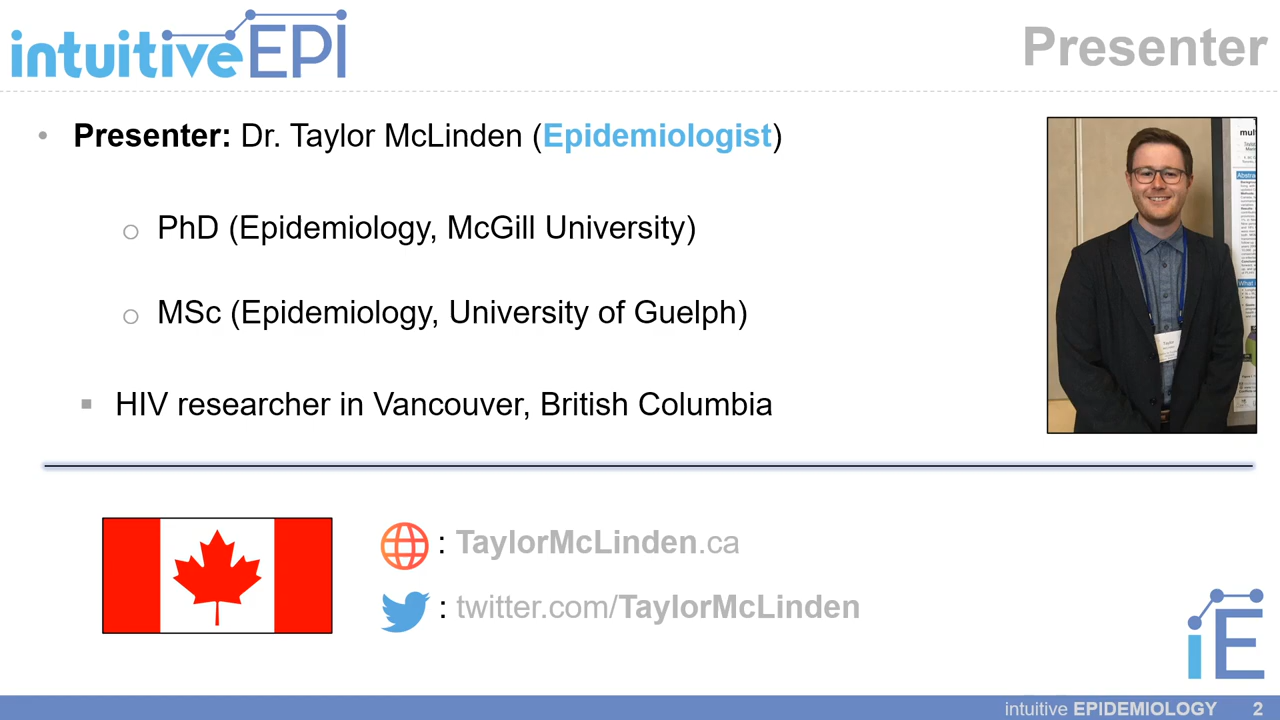 intuitiveEPI
Presenter
• Presenter: Dr. Taylor McLinden (Epidemiologist)
o PhD (Epidemiology, McGill University)
o MSc (Epidemiology, University of Guelph)
▪ HIV researcher in Vancouver, British Columbia
: TaylorMcLinden.ca
: twitter.com/TaylorMcLinden
iE
intuitive EPIDEMIOLOGY 2